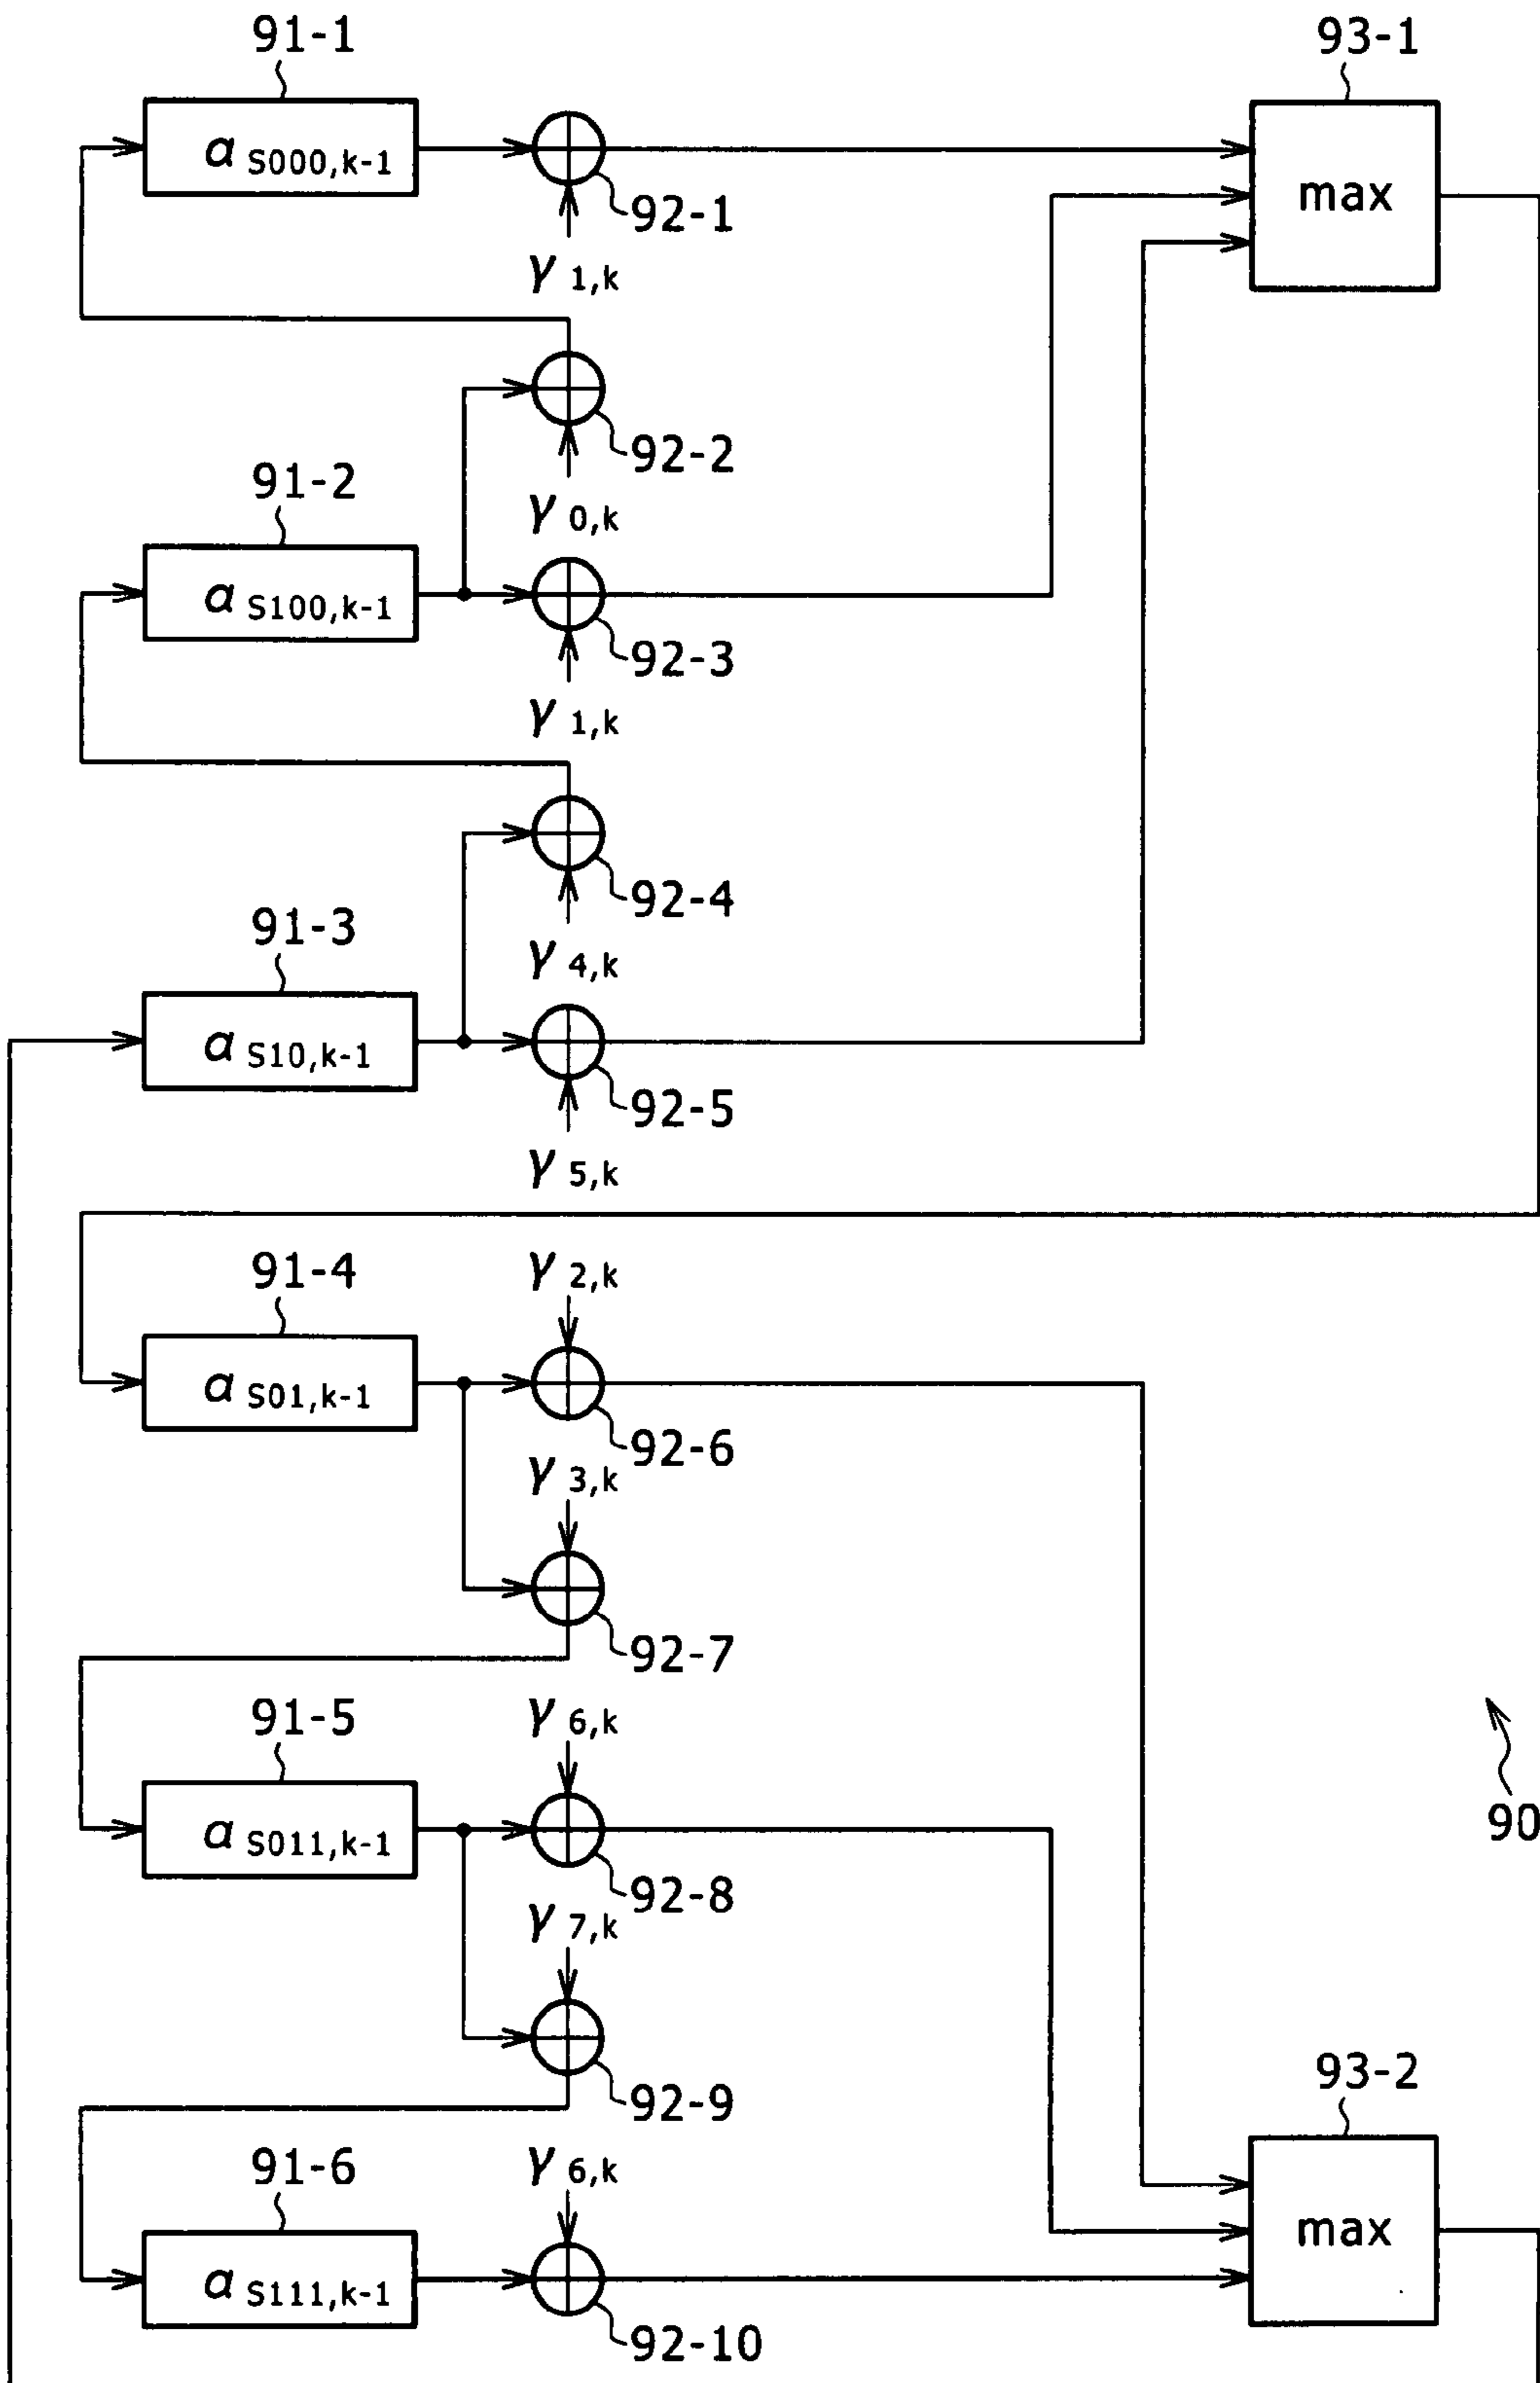 91-1
93-1
α S000,k-1
max
92-1
γ 1,k
92-2
91-2
γ 0,k
α S100,k-1
92-3
γ 1,k
92-4
91-3
γ 4,k
α S10,k-1
92-5
γ 5,k
91-4
γ 2,k
α S01,k-1
92-6
γ 3,k
92-7
91-5
γ 6,k
90
α S011,k-1
92-8
γ 7,k
93-2
92-9
91-6
γ 6,k
max
α S111,k-1
92-10